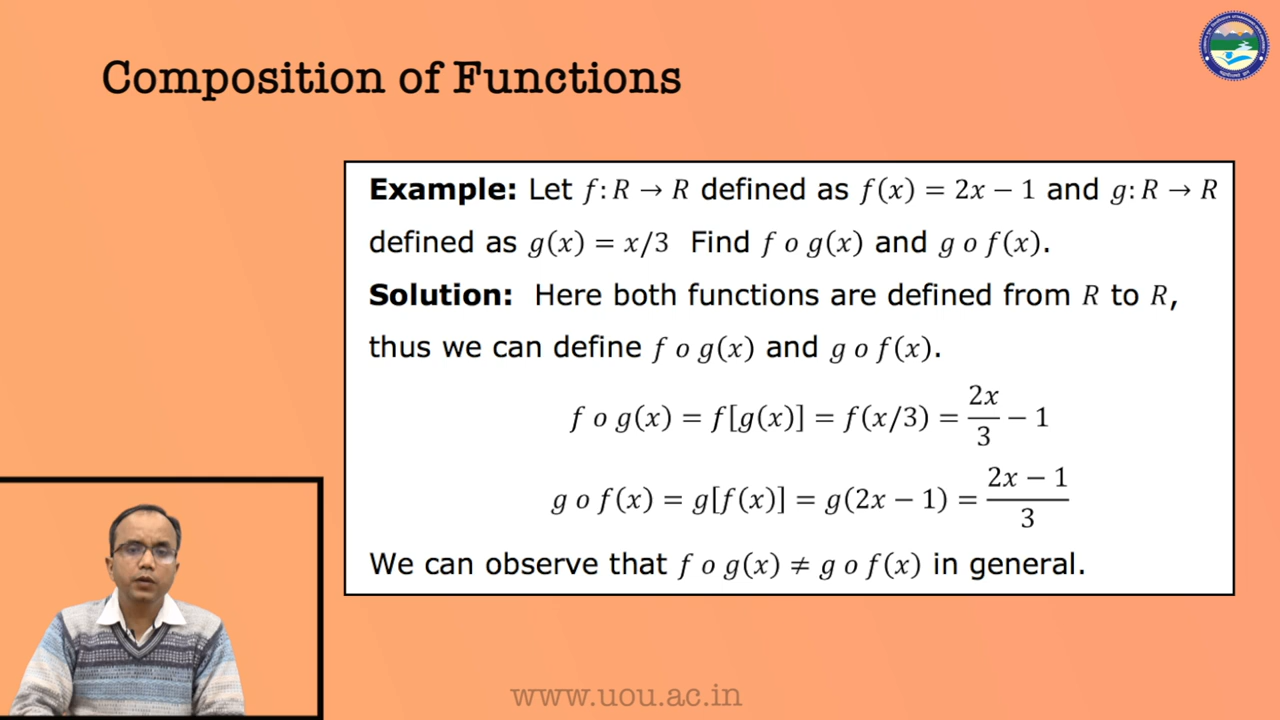 Composition of Functions
Example: Let f: R → R defined as f(x) = 2x − 1 and g: R → R
defined as g(x) = x/3 Find f o g(x) and g o f(x).
Solution: Here both functions are defined from R to R,
thus we can define f o g(x) and g o f(x).
f o g(x) = f[g(x)] = f(x/3) = 2x/3 − 1
g o f(x) = g[f(x)] = g(2x − 1) = (2x − 1)/3
We can observe that f o g(x) ≠ g o f(x) in general.
www.uou.ac.in